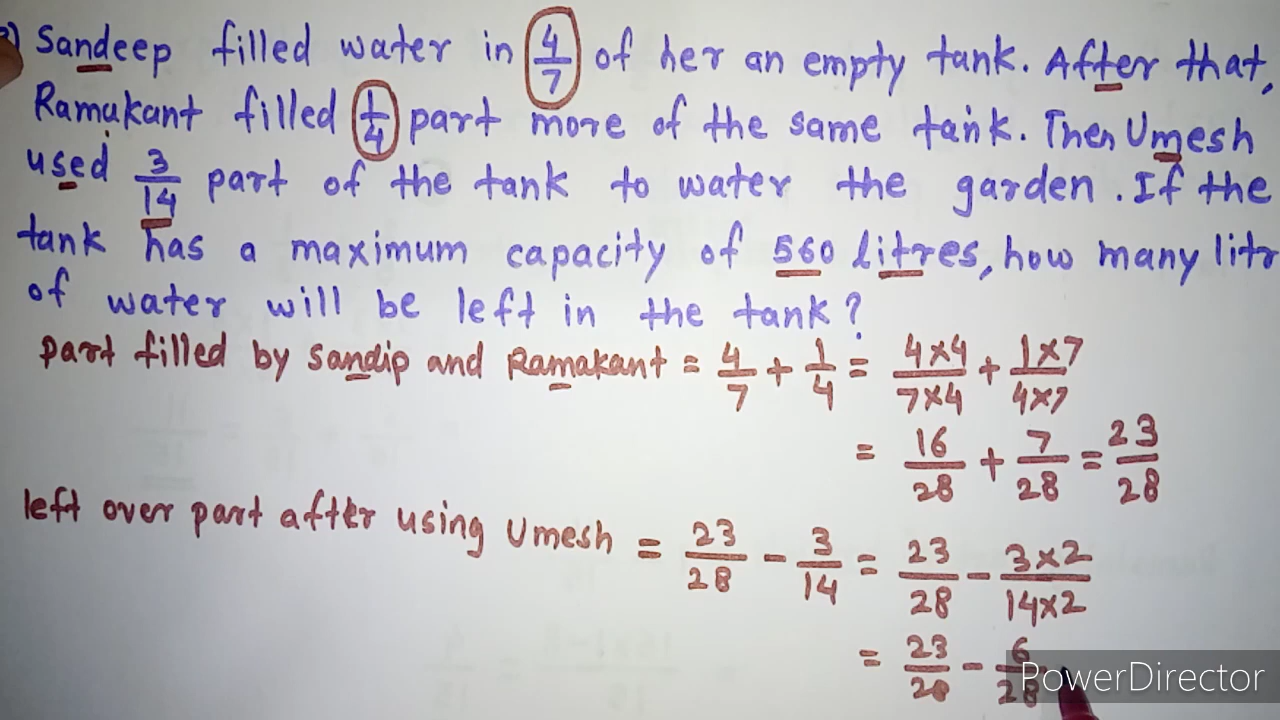 Sandeep filled water in 4/7 of her an empty tank. After that,
Ramakant filled 1/4 part more of the same tank. Then Umesh
used 3/14 part of the tank to water the garden. If the
tank has a maximum capacity of 560 litres, how many litr
of water will be left in the tank?
Part filled by Sandip and Ramakant = 4/7 + 1/4 = 4×4/7×4 + 1×7/4×7
= 16/28 + 7/28 = 23/28
left over part after using Umesh = 23/28 - 3/14 = 23/28 - 3×2/14×2
= 23/28 - 6/28
PowerDirector